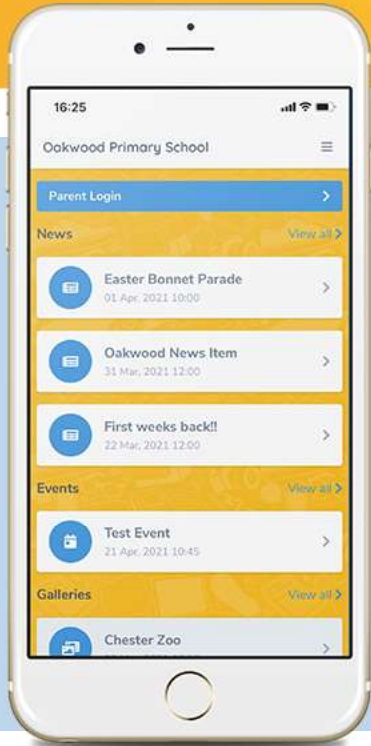 16:25
Oakwood Primary School
Parent Login
News
View all
Easter Bonnet Parade
01 Apr, 2021 10:00
Oakwood News Item
31 Mar, 2021 12:00
First weeks back!!
22 Mar, 2021 12:00
Events
View all
Test Event
21 Apr, 2021 10:45
Galleries
View all
Chester Zoo